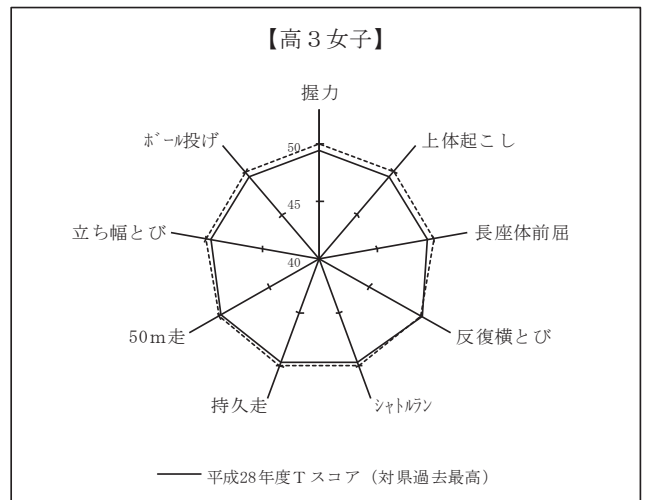 【高３女子】
握力
ﾎﾞｰﾙ投げ
上体起こし
50
立ち幅とび
45
長座体前屈
40
50m走
反復横とび
持久走
ｼｬﾄﾙﾗﾝ
平成28年度Ｔスコア（対県過去最高）